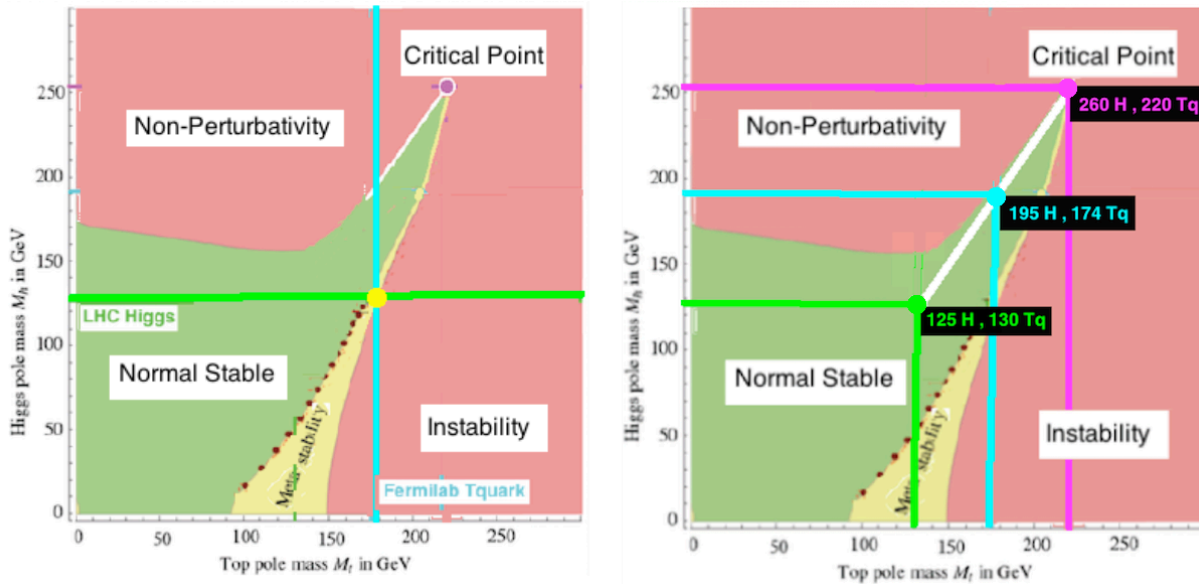 Critical Point
Non-Perturbativity
LHC Higgs
Normal Stable
Instability
Meta-stability
Fermilab Tquark
Higgs pole mass Mh in GeV
250
200
150
100
50
0
0
50
100
150
200
250
Top pole mass Mt in GeV
Critical Point
260 H , 220 Tq
Non-Perturbativity
195 H , 174 Tq
125 H , 130 Tq
Normal Stable
Instability
Meta-stability
Higgs pole mass Mh in GeV
250
200
150
100
50
0
0
50
100
150
200
250
Top pole mass Mt in GeV